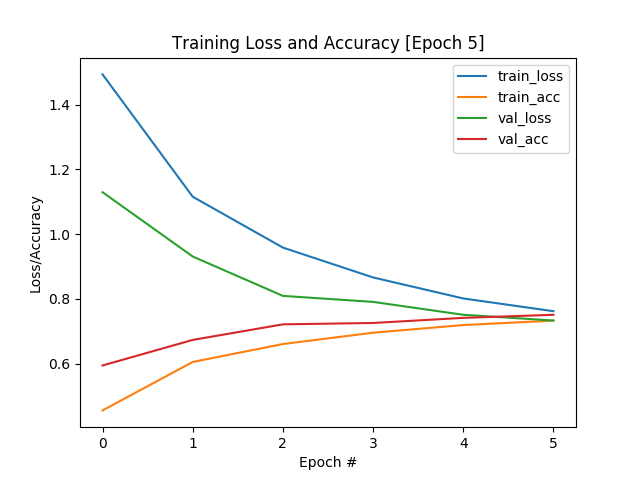 Training Loss and Accuracy [Epoch 5]
train_loss
train_acc
val_loss
val_acc
1.4
1.2
1.0
0.8
0.6
Loss/Accuracy
0 1 2 3 4 5
Epoch #